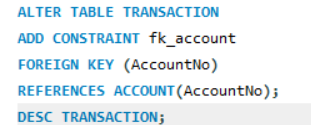 ALTER TABLE TRANSACTION
ADD CONSTRAINT fk_account
FOREIGN KEY (AccountNo)
REFERENCES ACCOUNT(AccountNo);
DESC TRANSACTION;